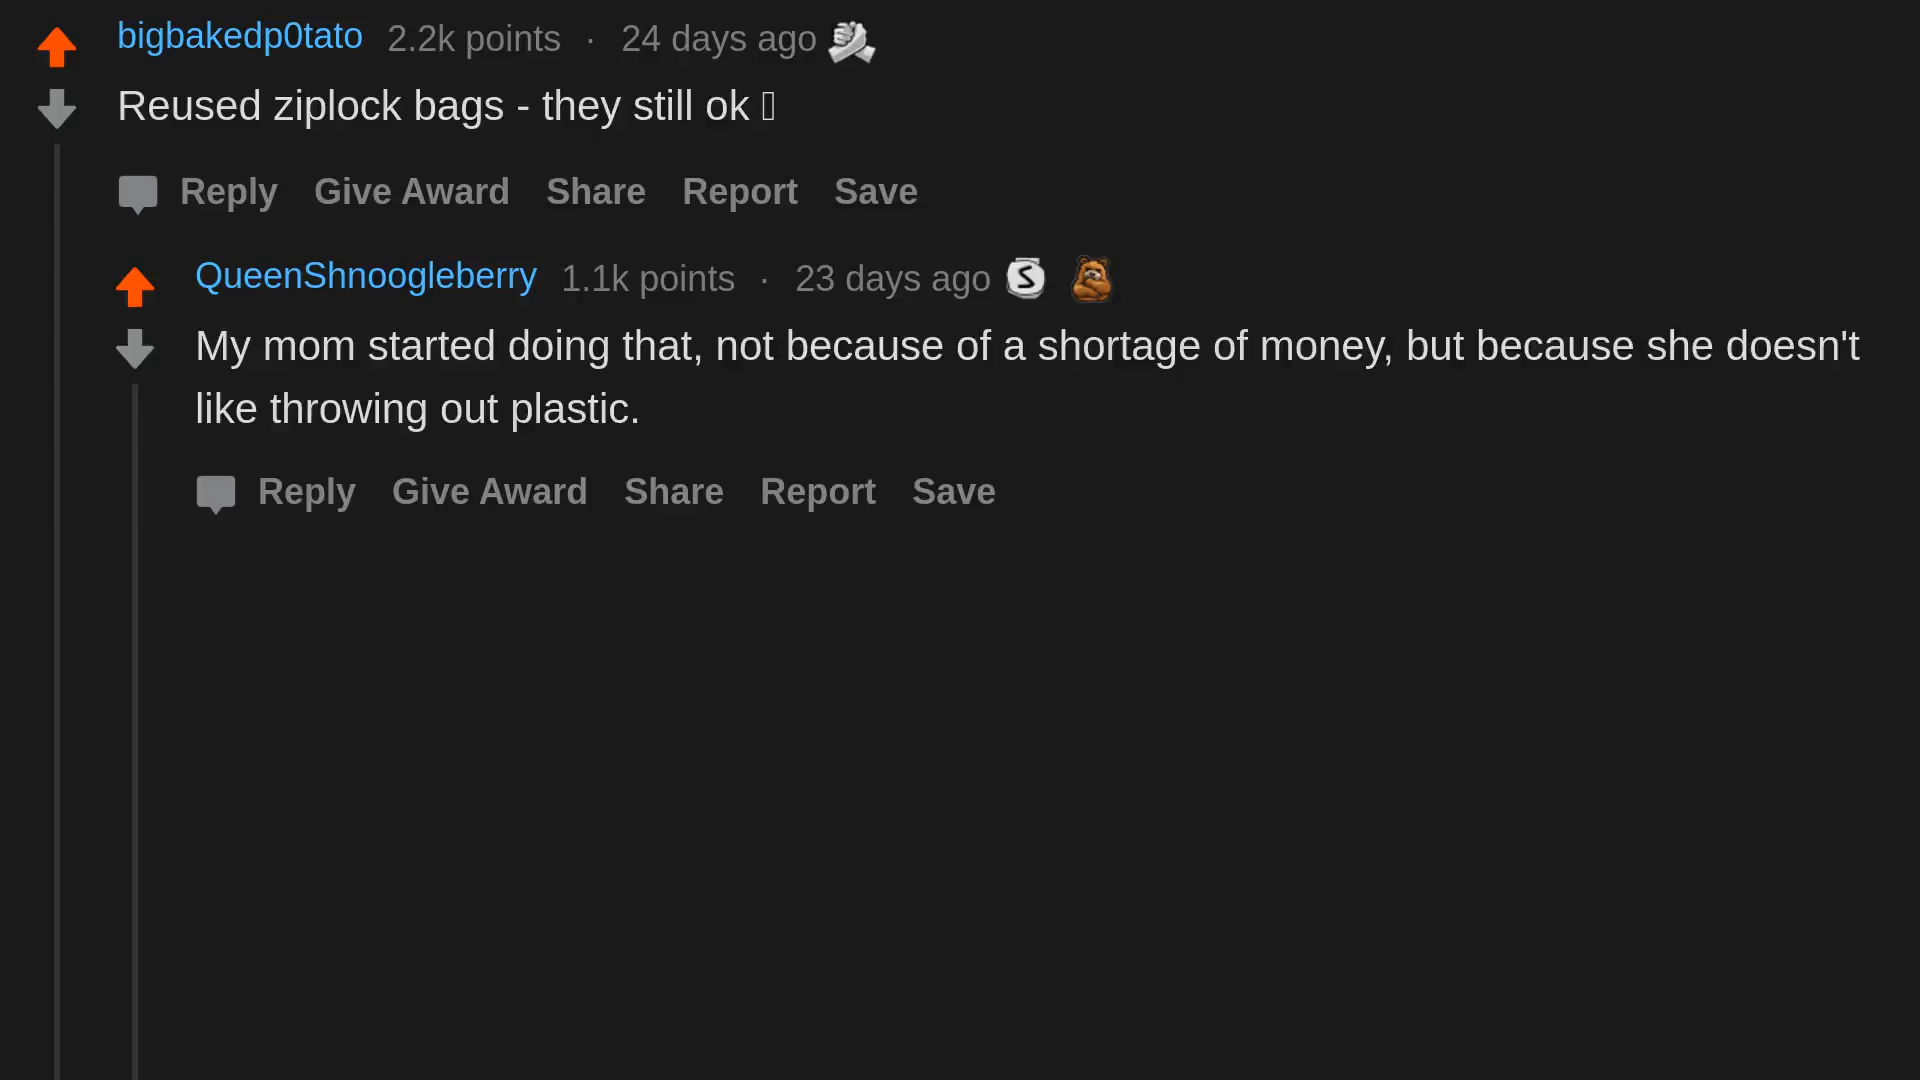 bigbakedp0tato 2.2k points · 24 days ago
Reused ziplock bags - they still ok
Reply Give Award Share Report Save
QueenShnoogleberry 1.1k points · 23 days ago
My mom started doing that, not because of a shortage of money, but because she doesn't
like throwing out plastic.
Reply Give Award Share Report Save